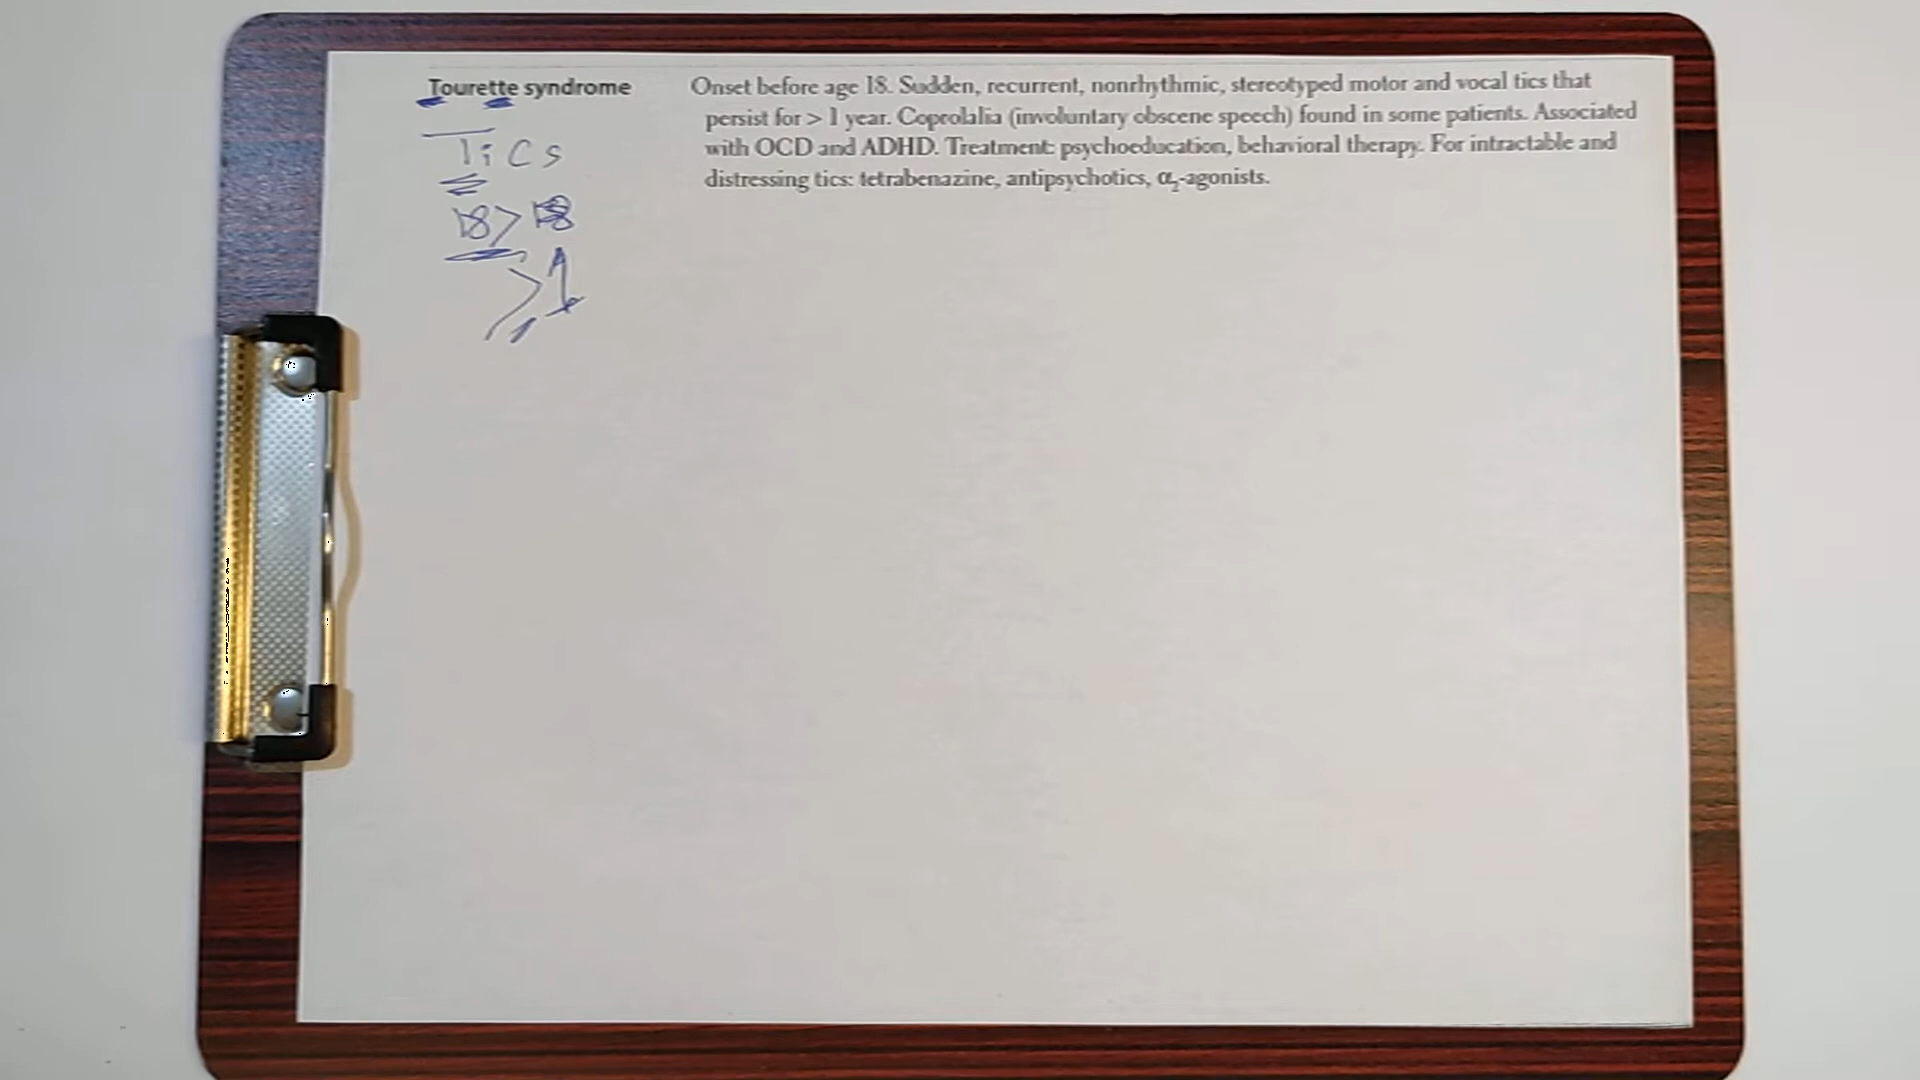 Tourette syndrome
Onset before age 18. Sudden, recurrent, nonrhythmic, stereotyped motor and vocal tics that
persist for > 1 year. Coprolalia (involuntary obscene speech) found in some patients. Associated
with OCD and ADHD. Treatment: psychoeducation, behavioral therapy. For intractable and
distressing tics: tetrabenazine, antipsychotics, α₂-agonists.
Tics
18>
>1